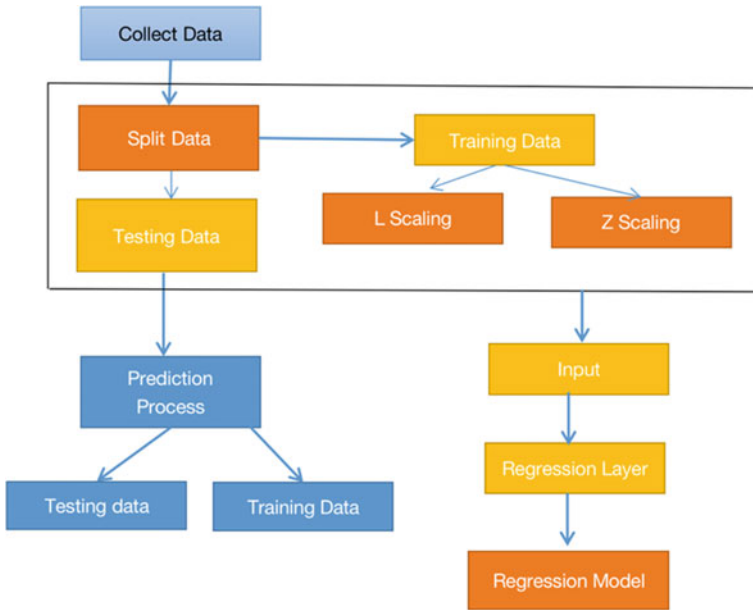 Collect Data
Split Data
Training Data
L Scaling
Z Scaling
Testing Data
Prediction
Process
Input
Regression Layer
Testing data
Training Data
Regression Model